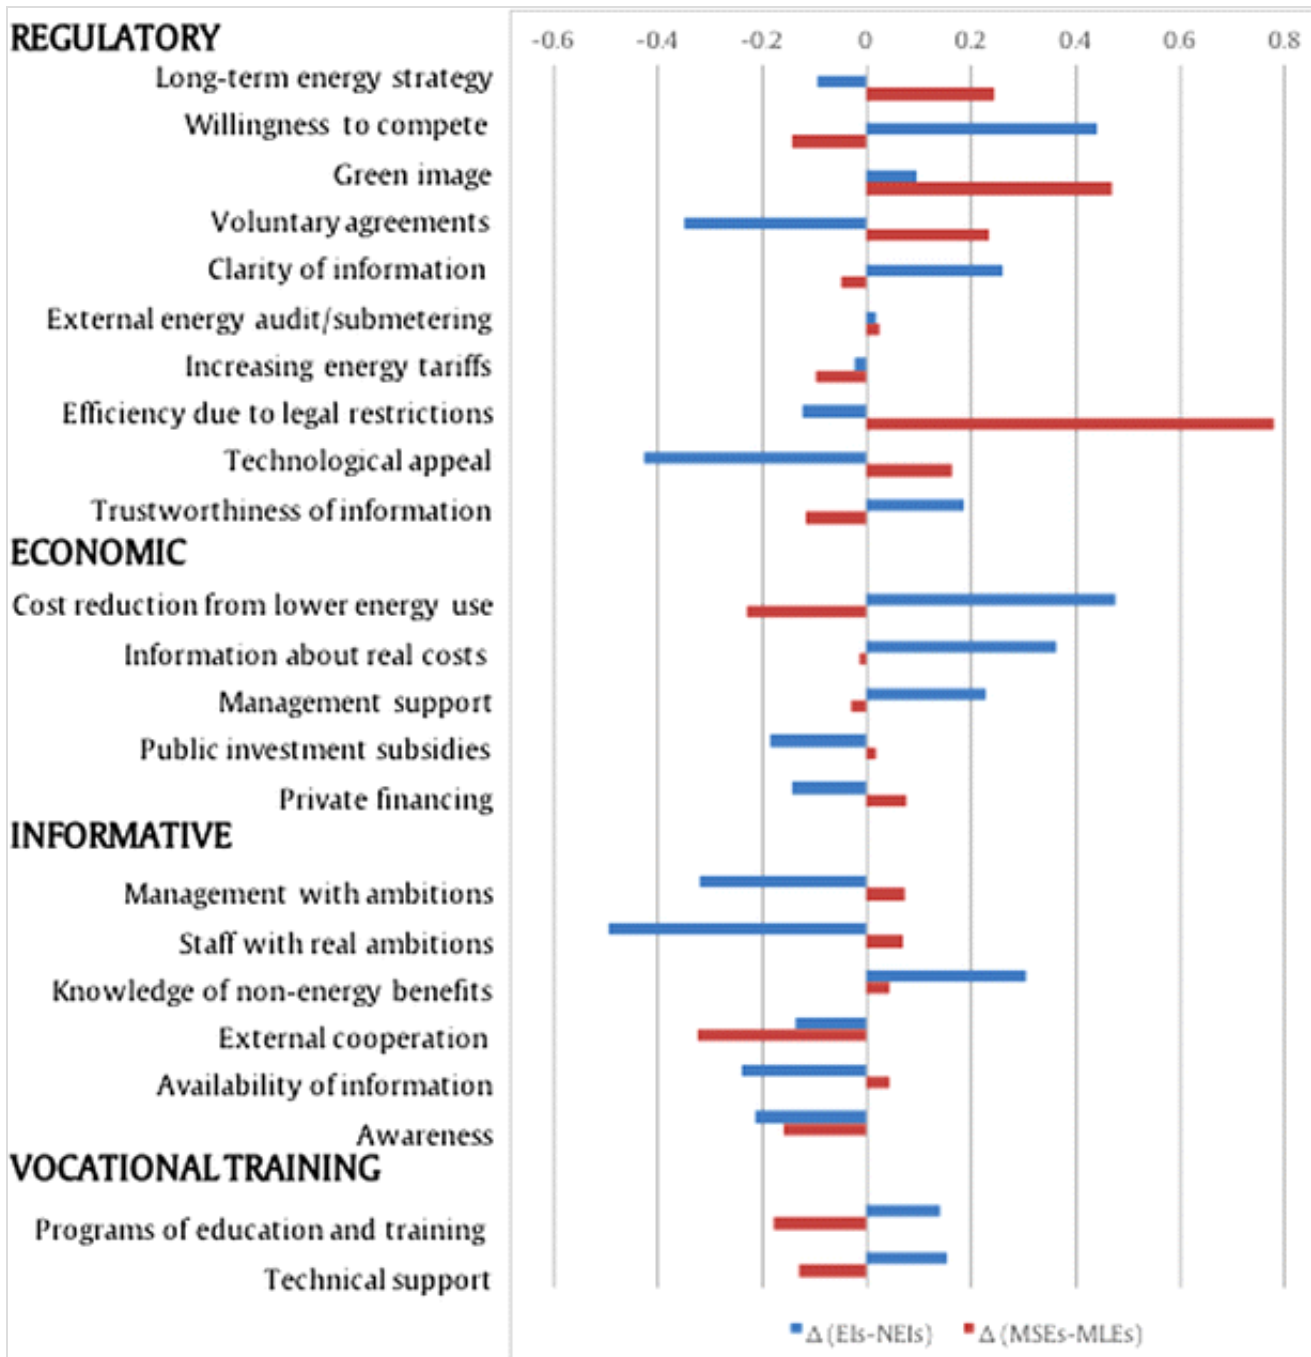 REGULATORY
-0.6 -0.4 -0.2 0 0.2 0.4 0.6 0.8
Long-term energy strategy
Willingness to compete
Green image
Voluntary agreements
Clarity of information
External energy audit/submetering
Increasing energy tariffs
Efficiency due to legal restrictions
Technological appeal
Trustworthiness of information
ECONOMIC
Cost reduction from lower energy use
Information about real costs
Management support
Public investment subsidies
Private financing
INFORMATIVE
Management with ambitions
Staff with real ambitions
Knowledge of non-energy benefits
External cooperation
Availability of information
Awareness
VOCATIONAL TRAINING
Programs of education and training
Technical support
Δ (EIs-NEIs) Δ (MSEs-MLEs)